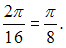 2π/16 = π/8.